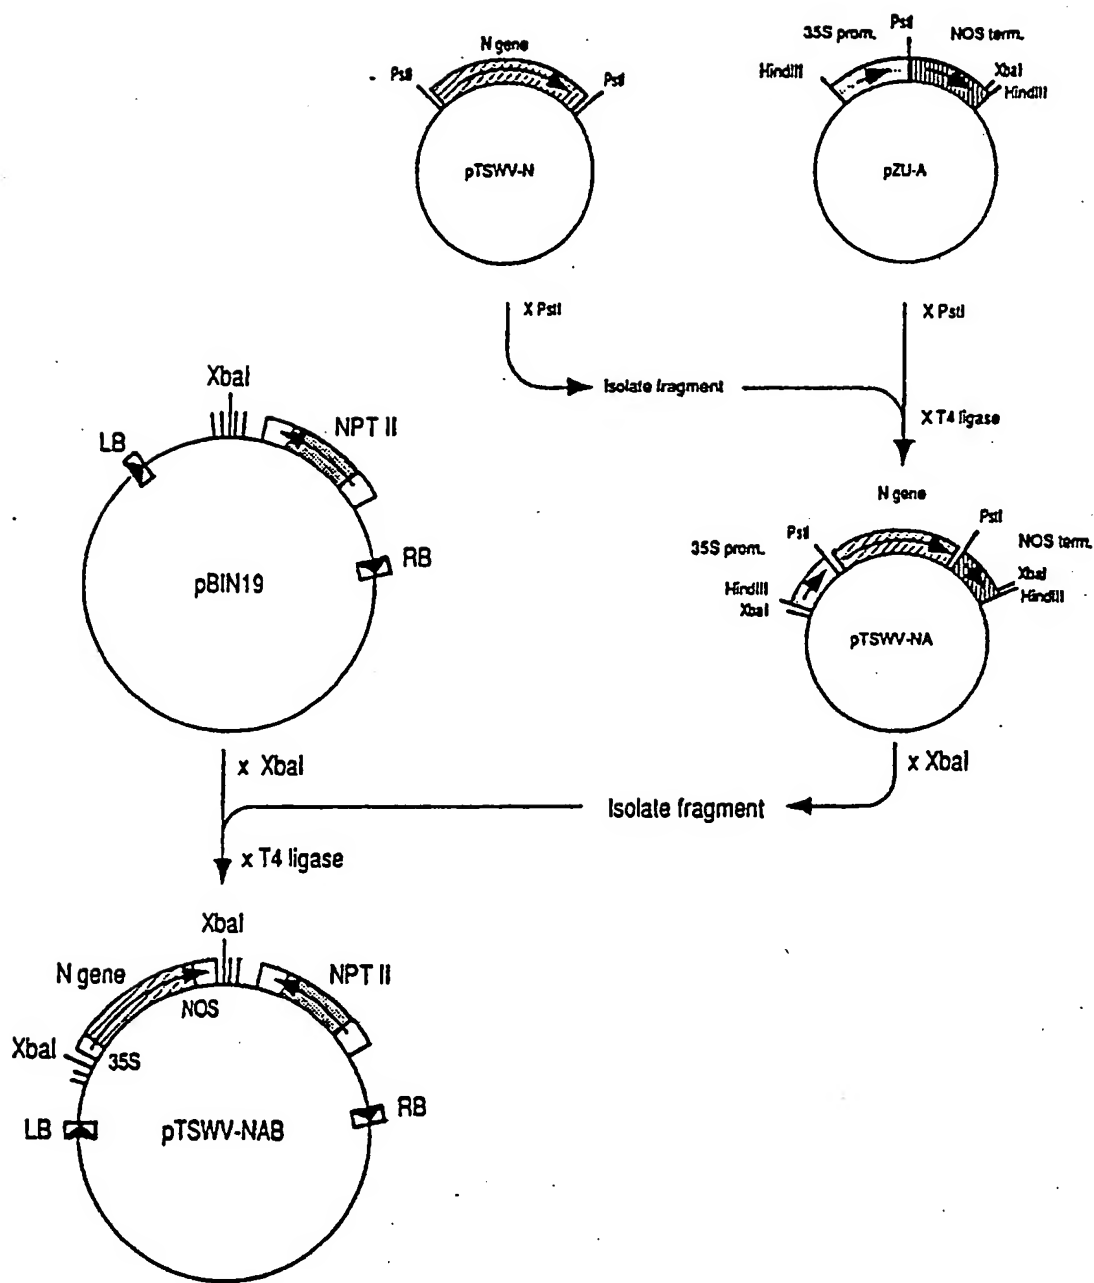 N gene
PstI
PstI
pTSWV-N
35S prom.
PstI
NOS term.
HindIII
XbaI
HindIII
pZU-A
X PstI
X PstI
Isolate fragment
X T4 ligase
XbaI
LB
NPT II
RB
pBIN19
N gene
35S prom.
PstI
PstI
NOS term.
HindIII
XbaI
XbaI
HindIII
pTSWV-NA
x XbaI
x XbaI
Isolate fragment
x T4 ligase
XbaI
N gene
NPT II
NOS
XbaI
35S
LB
RB
pTSWV-NAB